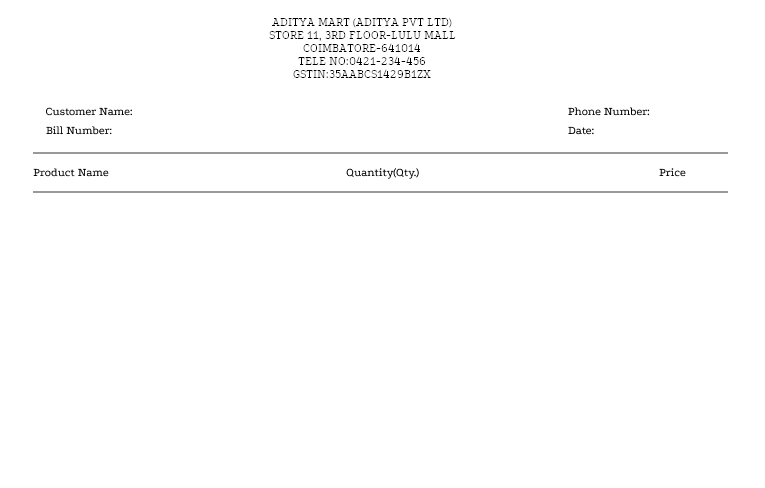 ADITYA MART (ADITYA PVT LTD)
STORE 11, 3RD FLOOR-LULU MALL
COIMBATORE-641014
TELE NO:0421-234-456
GSTIN:35AABCS1429B1ZX
Customer Name: Phone Number:
Bill Number: Date:
Product Name Quantity(Qty.) Price